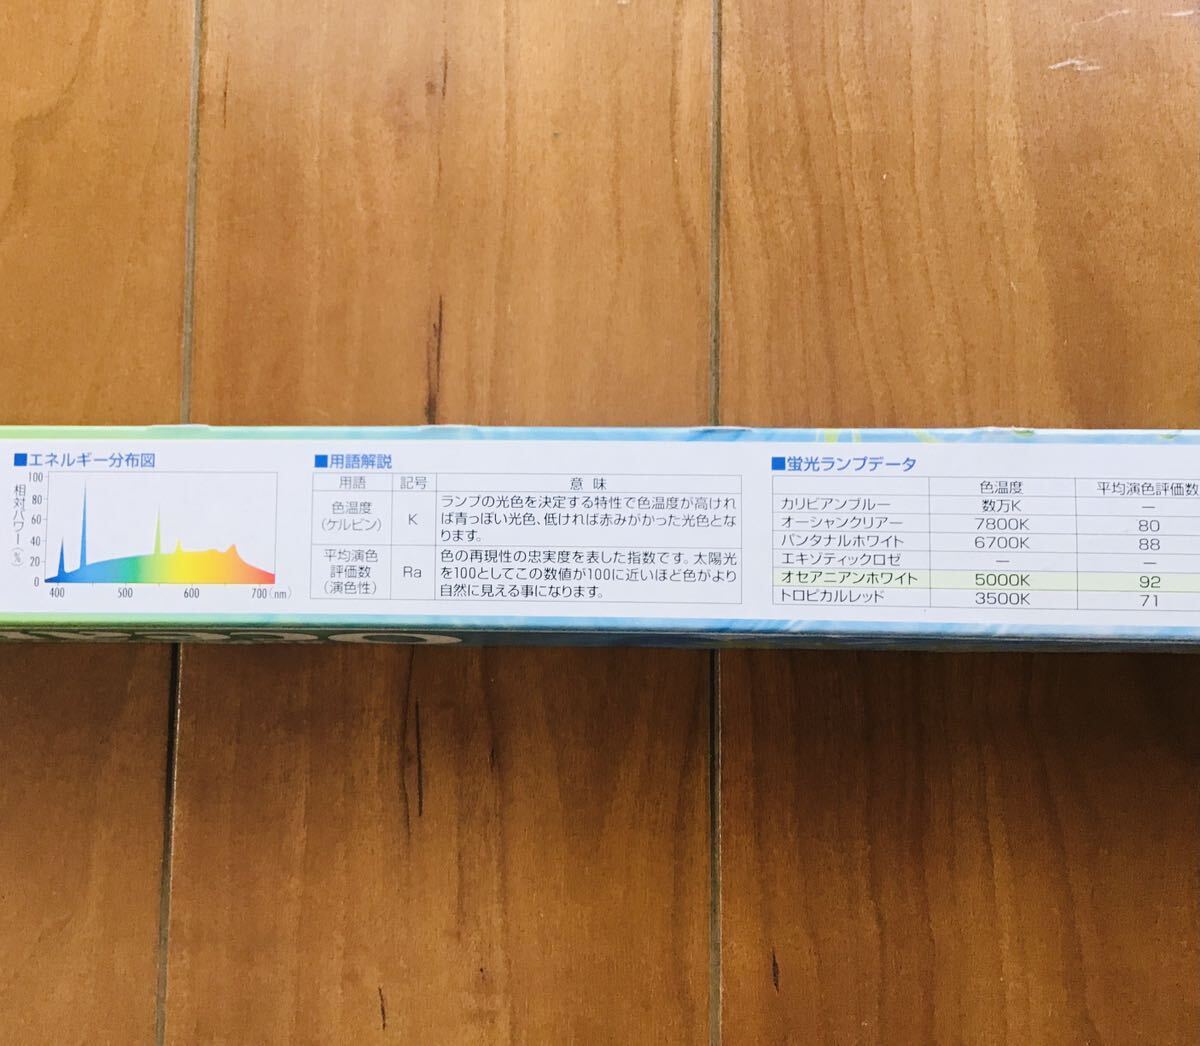 ■エネルギー分布図
相対パワー(%)
100
80
60
40
20
0
400 500 600 700(nm)
■用語解説
用語 記号 意味
色温度
(ケルビン)
K
ランプの光色を決定する特性で色温度が高けれ
ば青っぽい光色、低ければ赤みがかった光色とな
ります。
平均演色
評価数
(演色性)
Ra
色の再現性の忠実度を表した指数です。太陽光
を100としてこの数値が100に近いほど色がより
自然に見える事になります。
■蛍光ランプデータ
色温度 平均演色評価数
カリビアンブルー 数万K —
オーシャンクリアー 7800K 80
パンタナルホワイト 6700K 88
エキゾティックロゼ — —
オセアニアンホワイト 5000K 92
トロピカルレッド 3500K 71